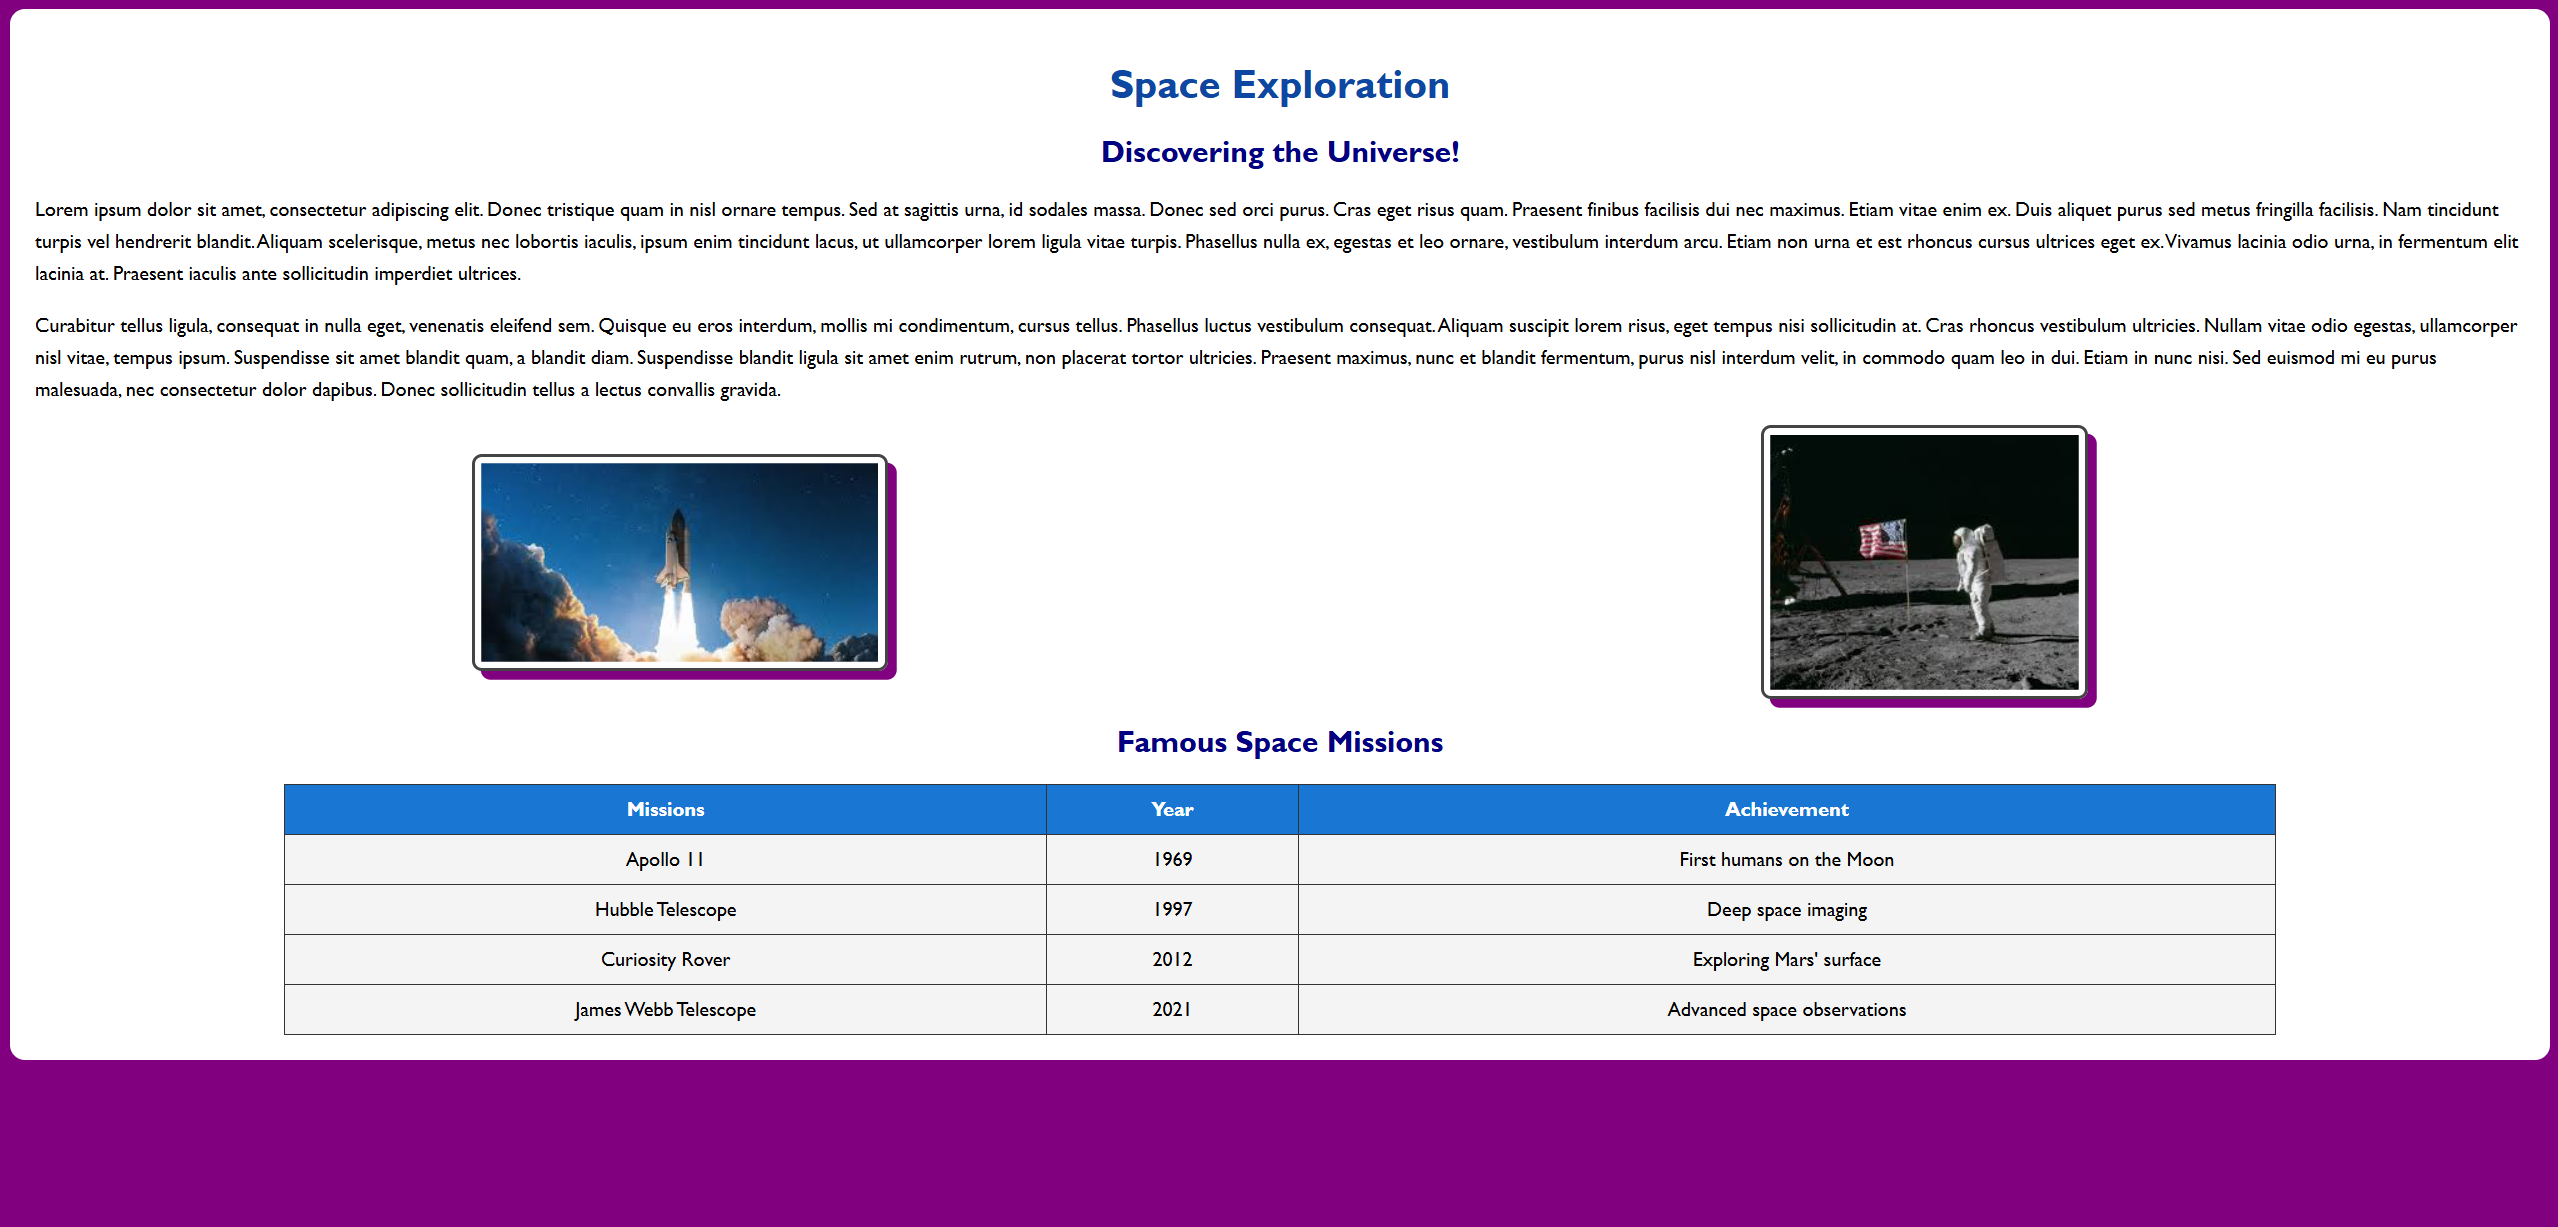 Space Exploration
Discovering the Universe!
Lorem ipsum dolor sit amet, consectetur adipiscing elit. Donec tristique quam in nisl ornare tempus. Sed at sagittis urna, id sodales massa. Donec sed orci purus. Cras eget risus quam. Praesent finibus facilisis dui nec maximus. Etiam vitae enim ex. Duis aliquet purus sed metus fringilla facilisis. Nam tincidunt
turpis vel hendrerit blandit. Aliquam scelerisque, metus nec lobortis iaculis, ipsum enim tincidunt lacus, ut ullamcorper lorem ligula vitae turpis. Phasellus nulla ex, egestas et leo ornare, vestibulum interdum arcu. Etiam non urna et est rhoncus cursus ultrices eget ex. Vivamus lacinia odio urna, in fermentum elit
lacinia at. Praesent iaculis ante sollicitudin imperdiet ultrices.
Curabitur tellus ligula, consequat in nulla eget, venenatis eleifend sem. Quisque eu eros interdum, mollis mi condimentum, cursus tellus. Phasellus luctus vestibulum consequat. Aliquam suscipit lorem risus, eget tempus nisi sollicitudin at. Cras rhoncus vestibulum ultricies. Nullam vitae odio egestas, ullamcorper
nisl vitae, tempus ipsum. Suspendisse sit amet blandit quam, a blandit diam. Suspendisse blandit ligula sit amet enim rutrum, non placerat tortor ultricies. Praesent maximus, nunc et blandit fermentum, purus nisl interdum velit, in commodo quam leo in dui. Etiam in nunc nisi. Sed euismod mi eu purus
malesuada, nec consectetur dolor dapibus. Donec sollicitudin tellus a lectus convallis gravida.
Famous Space Missions
Missions Year Achievement
Apollo 11 1969 First humans on the Moon
Hubble Telescope 1997 Deep space imaging
Curiosity Rover 2012 Exploring Mars' surface
James Webb Telescope 2021 Advanced space observations